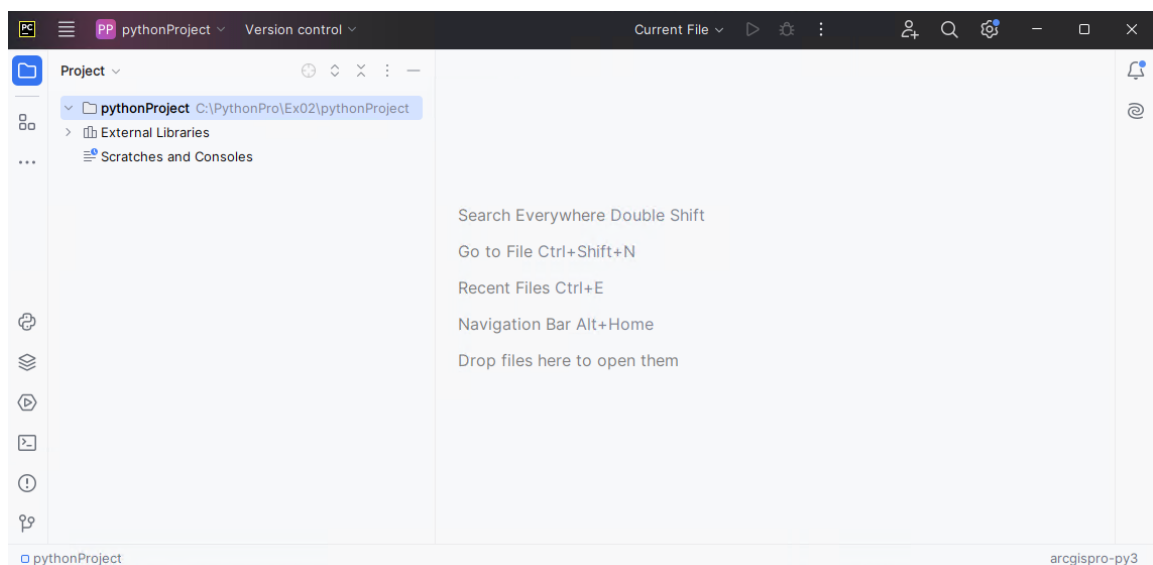 PC PP pythonProject Version control Current File
Project
pythonProject C:\PythonPro\Ex02\pythonProject
External Libraries
Scratches and Consoles
Search Everywhere Double Shift
Go to File Ctrl+Shift+N
Recent Files Ctrl+E
Navigation Bar Alt+Home
Drop files here to open them
pythonProject arcgispro-py3